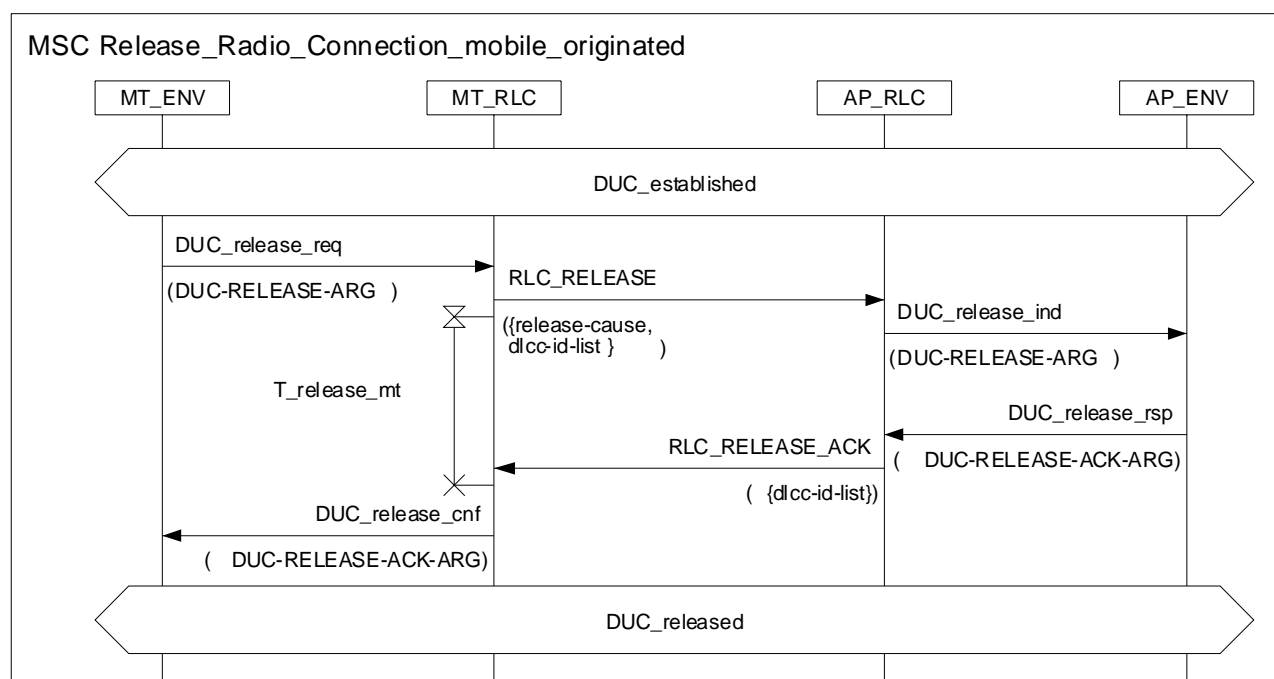 MSC Release_Radio_Connection_mobile_originated
MT_ENV
MT_RLC
AP_RLC
AP_ENV
DUC_established
DUC_release_req
(DUC-RELEASE-ARG )
RLC_RELEASE
({release-cause,
dlcc-id-list } )
DUC_release_ind
(DUC-RELEASE-ARG )
T_release_mt
DUC_release_rsp
( DUC-RELEASE-ACK-ARG)
RLC_RELEASE_ACK
( {dlcc-id-list})
DUC_release_cnf
( DUC-RELEASE-ACK-ARG)
DUC_released